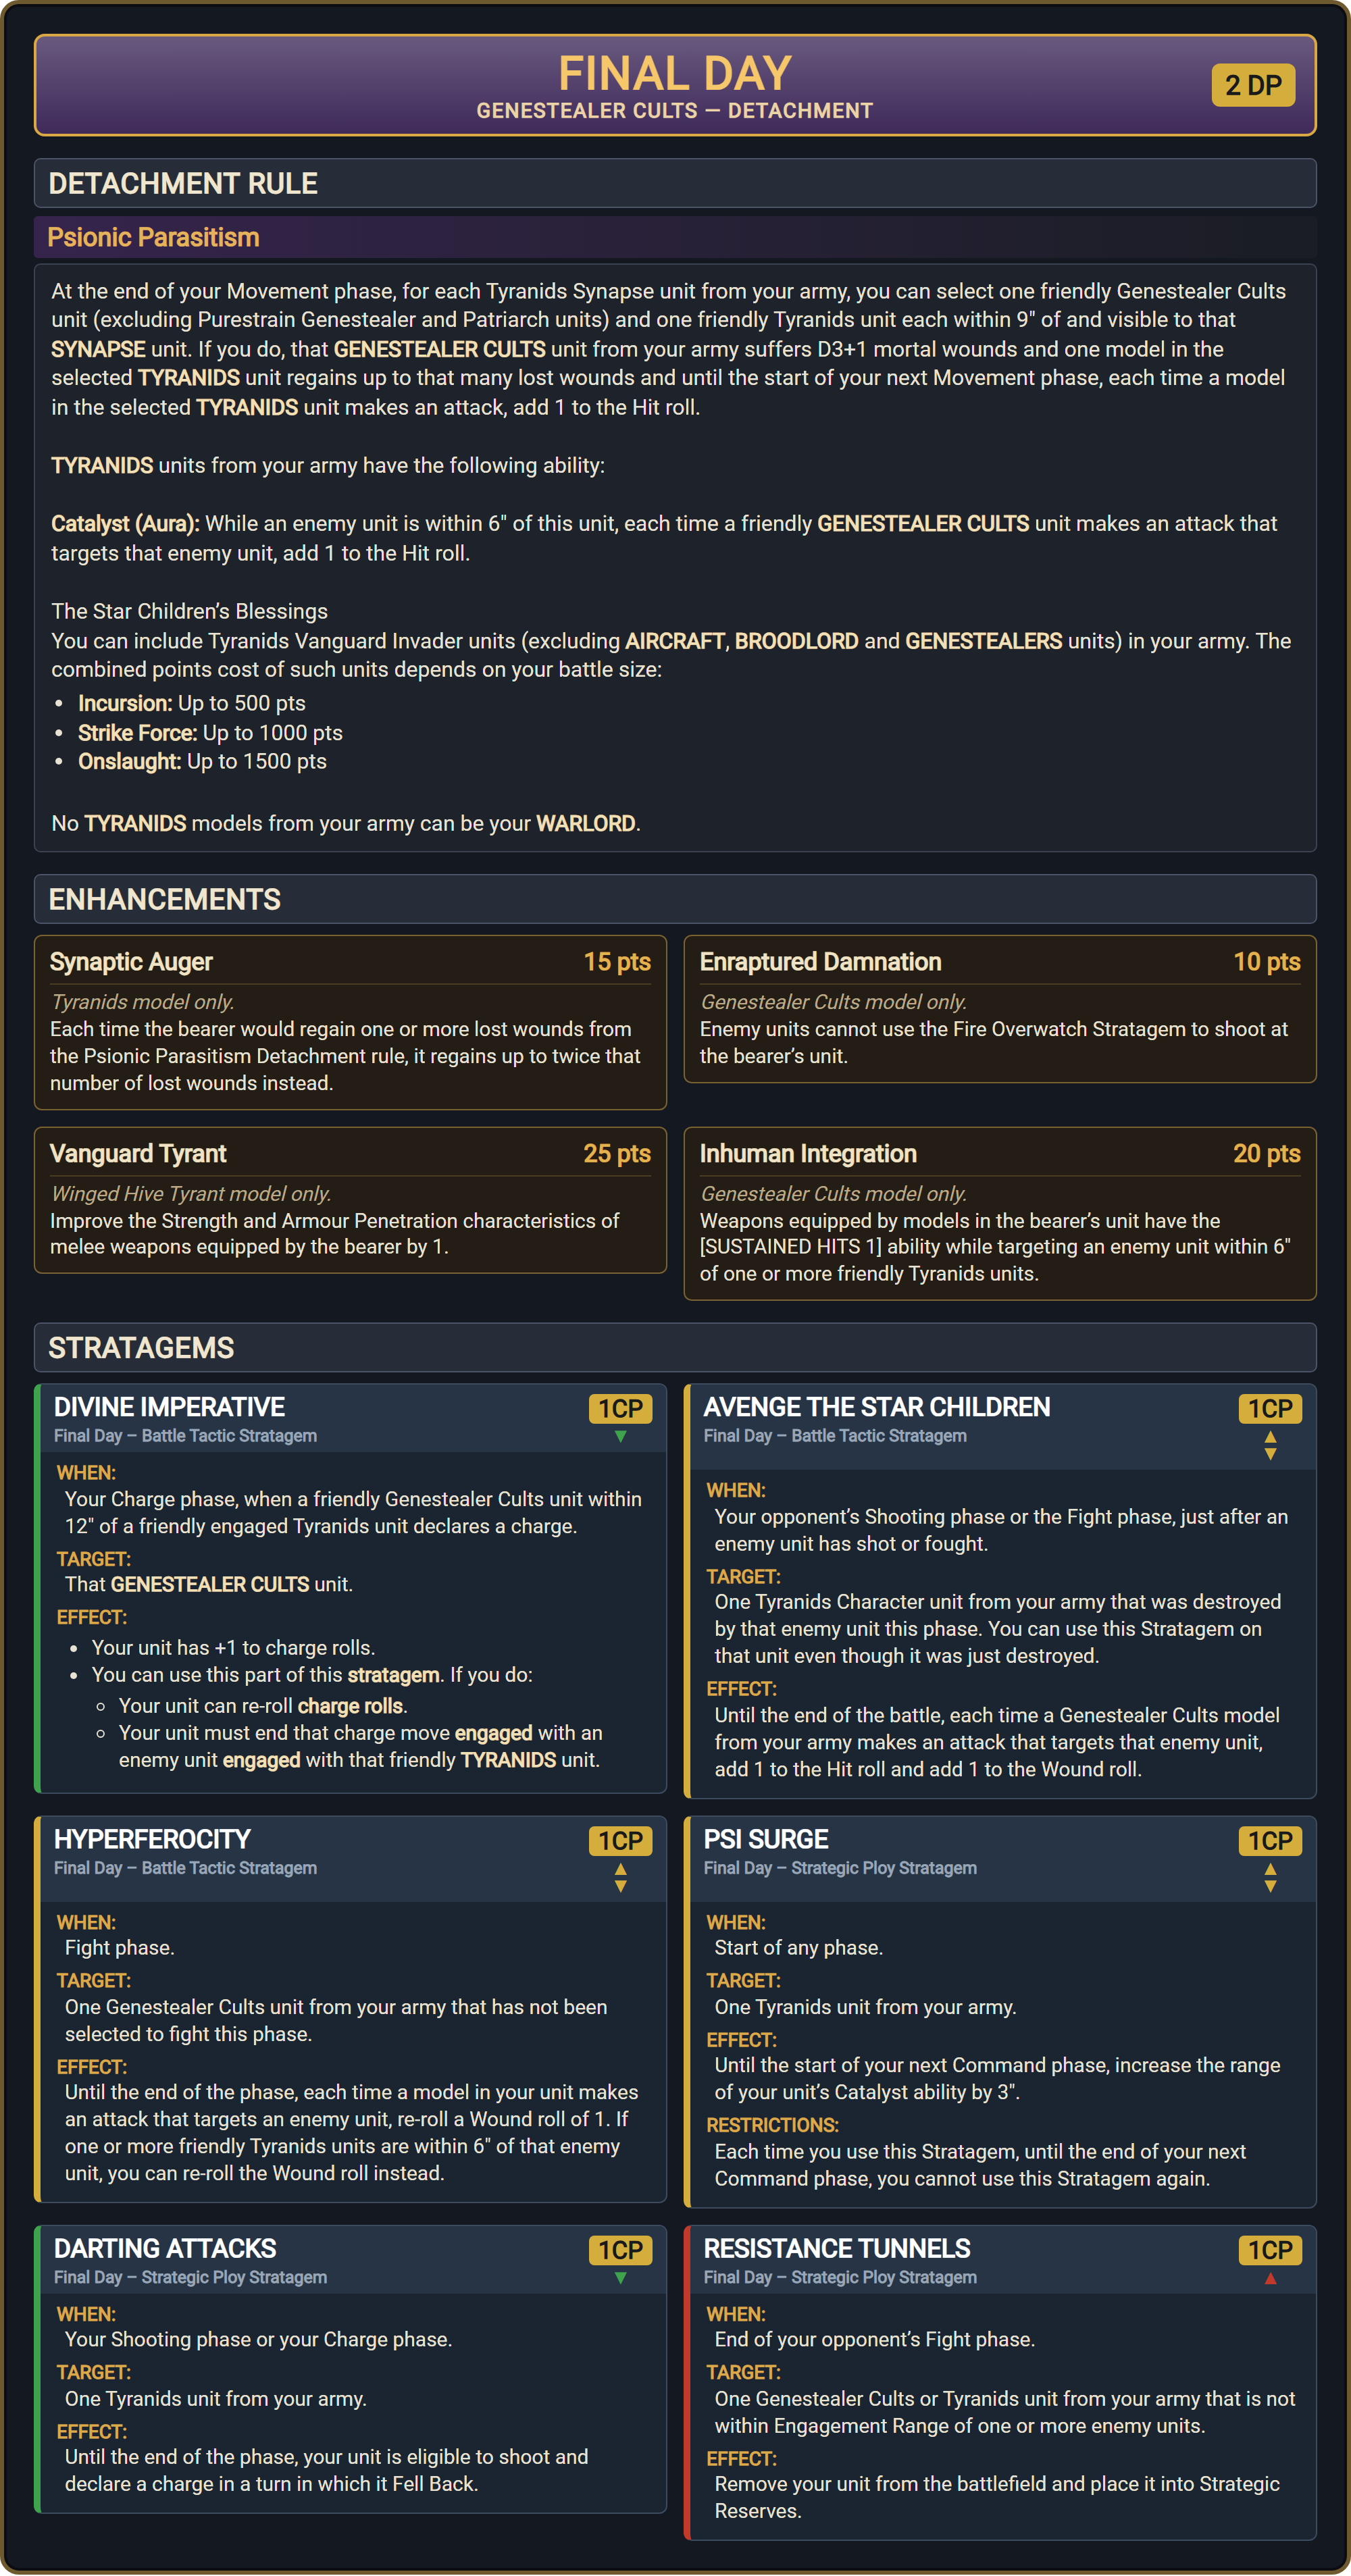 FINAL DAY
GENESTEALER CULTS — DETACHMENT
2 DP
DETACHMENT RULE
Psionic Parasitism
At the end of your Movement phase, for each Tyranids Synapse unit from your army, you can select one friendly Genestealer Cults
unit (excluding Purestrain Genestealer and Patriarch units) and one friendly Tyranids unit each within 9" of and visible to that
SYNAPSE unit. If you do, that GENESTEALER CULTS unit from your army suffers D3+1 mortal wounds and one model in the
selected TYRANIDS unit regains up to that many lost wounds and until the start of your next Movement phase, each time a model
in the selected TYRANIDS unit makes an attack, add 1 to the Hit roll.
TYRANIDS units from your army have the following ability:
Catalyst (Aura): While an enemy unit is within 6" of this unit, each time a friendly GENESTEALER CULTS unit makes an attack that
targets that enemy unit, add 1 to the Hit roll.
The Star Children’s Blessings
You can include Tyranids Vanguard Invader units (excluding AIRCRAFT, BROODLORD and GENESTEALERS units) in your army. The
combined points cost of such units depends on your battle size:
• Incursion: Up to 500 pts
• Strike Force: Up to 1000 pts
• Onslaught: Up to 1500 pts
No TYRANIDS models from your army can be your WARLORD.
ENHANCEMENTS
Synaptic Auger 15 pts
Tyranids model only.
Each time the bearer would regain one or more lost wounds from
the Psionic Parasitism Detachment rule, it regains up to twice that
number of lost wounds instead.
Enraptured Damnation 10 pts
Genestealer Cults model only.
Enemy units cannot use the Fire Overwatch Stratagem to shoot at
the bearer’s unit.
Vanguard Tyrant 25 pts
Winged Hive Tyrant model only.
Improve the Strength and Armour Penetration characteristics of
melee weapons equipped by the bearer by 1.
Inhuman Integration 20 pts
Genestealer Cults model only.
Weapons equipped by models in the bearer’s unit have the
[SUSTAINED HITS 1] ability while targeting an enemy unit within 6"
of one or more friendly Tyranids units.
STRATAGEMS
DIVINE IMPERATIVE 1CP
Final Day – Battle Tactic Stratagem ▼
WHEN:
Your Charge phase, when a friendly Genestealer Cults unit within
12" of a friendly engaged Tyranids unit declares a charge.
TARGET:
That GENESTEALER CULTS unit.
EFFECT:
• Your unit has +1 to charge rolls.
• You can use this part of this stratagem. If you do:
◦ Your unit can re-roll charge rolls.
◦ Your unit must end that charge move engaged with an
enemy unit engaged with that friendly TYRANIDS unit.
AVENGE THE STAR CHILDREN 1CP
Final Day – Battle Tactic Stratagem ▲
▼
WHEN:
Your opponent’s Shooting phase or the Fight phase, just after an
enemy unit has shot or fought.
TARGET:
One Tyranids Character unit from your army that was destroyed
by that enemy unit this phase. You can use this Stratagem on
that unit even though it was just destroyed.
EFFECT:
Until the end of the battle, each time a Genestealer Cults model
from your army makes an attack that targets that enemy unit,
add 1 to the Hit roll and add 1 to the Wound roll.
HYPERFEROCITY 1CP
Final Day – Battle Tactic Stratagem ▲
▼
WHEN:
Fight phase.
TARGET:
One Genestealer Cults unit from your army that has not been
selected to fight this phase.
EFFECT:
Until the end of the phase, each time a model in your unit makes
an attack that targets an enemy unit, re-roll a Wound roll of 1. If
one or more friendly Tyranids units are within 6" of that enemy
unit, you can re-roll the Wound roll instead.
PSI SURGE 1CP
Final Day – Strategic Ploy Stratagem ▲
▼
WHEN:
Start of any phase.
TARGET:
One Tyranids unit from your army.
EFFECT:
Until the start of your next Command phase, increase the range
of your unit’s Catalyst ability by 3".
RESTRICTIONS:
Each time you use this Stratagem, until the end of your next
Command phase, you cannot use this Stratagem again.
DARTING ATTACKS 1CP
Final Day – Strategic Ploy Stratagem ▼
WHEN:
Your Shooting phase or your Charge phase.
TARGET:
One Tyranids unit from your army.
EFFECT:
Until the end of the phase, your unit is eligible to shoot and
declare a charge in a turn in which it Fell Back.
RESISTANCE TUNNELS 1CP
Final Day – Strategic Ploy Stratagem ▲
WHEN:
End of your opponent’s Fight phase.
TARGET:
One Genestealer Cults or Tyranids unit from your army that is not
within Engagement Range of one or more enemy units.
EFFECT:
Remove your unit from the battlefield and place it into Strategic
Reserves.